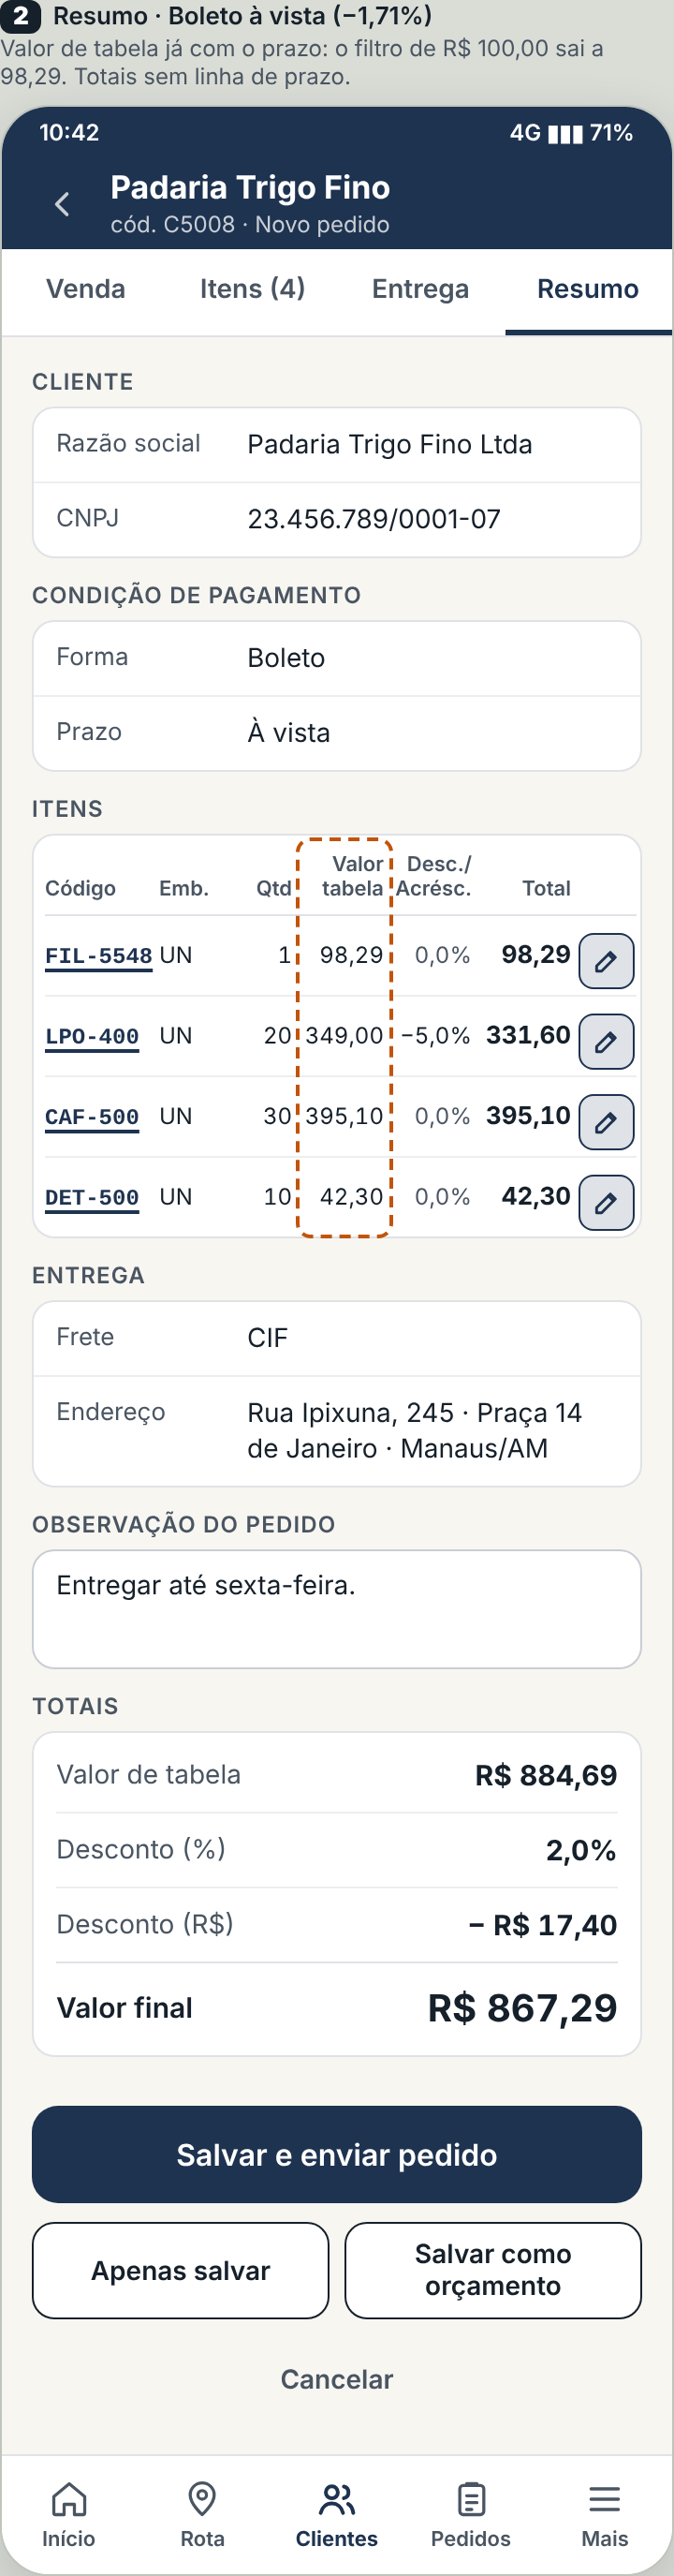 2 Resumo · Boleto à vista (−1,71%)
Valor de tabela já com o prazo: o filtro de R$ 100,00 sai a
98,29. Totais sem linha de prazo.
10:42 4G 71%
Padaria Trigo Fino
cód. C5008 · Novo pedido
Venda Itens (4) Entrega Resumo
CLIENTE
Razão social Padaria Trigo Fino Ltda
CNPJ 23.456.789/0001-07
CONDIÇÃO DE PAGAMENTO
Forma Boleto
Prazo À vista
ITENS
Código Emb. Qtd Valor tabela Desc./ Acrésc. Total
FIL-5548 UN 1 98,29 0,0% 98,29
LPO-400 UN 20 349,00 −5,0% 331,60
CAF-500 UN 30 395,10 0,0% 395,10
DET-500 UN 10 42,30 0,0% 42,30
ENTREGA
Frete CIF
Endereço Rua Ipixuna, 245 · Praça 14
de Janeiro · Manaus/AM
OBSERVAÇÃO DO PEDIDO
Entregar até sexta-feira.
TOTAIS
Valor de tabela R$ 884,69
Desconto (%) 2,0%
Desconto (R$) − R$ 17,40
Valor final R$ 867,29
Salvar e enviar pedido
Apenas salvar
Salvar como
orçamento
Cancelar
Início Rota Clientes Pedidos Mais